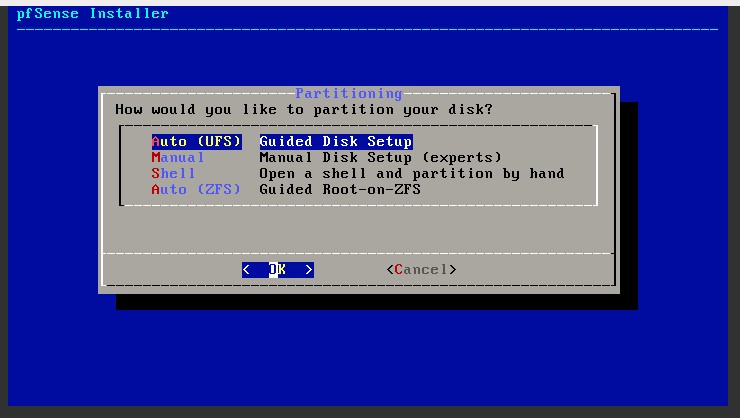 pfSense Installer
Partitioning
How would you like to partition your disk?
Auto (UFS) Guided Disk Setup
Manual Manual Disk Setup (experts)
Shell Open a shell and partition by hand
Auto (ZFS) Guided Root-on-ZFS
< OK > <Cancel>